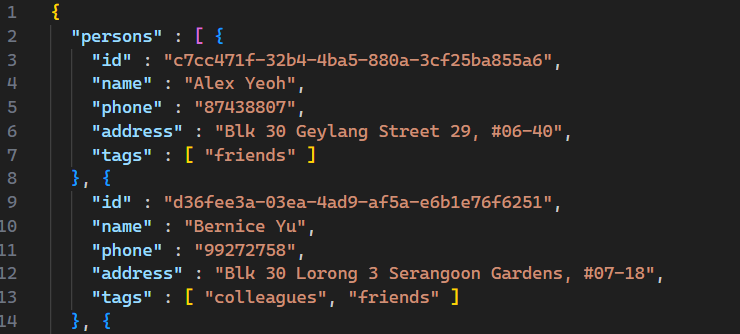 1 {
2 "persons" : [ {
3 "id" : "c7cc471f-32b4-4ba5-880a-3cf25ba855a6",
4 "name" : "Alex Yeoh",
5 "phone" : "87438807",
6 "address" : "Blk 30 Geylang Street 29, #06-40",
7 "tags" : [ "friends" ]
8 }, {
9 "id" : "d36fee3a-03ea-4ad9-af5a-e6b1e76f6251",
10 "name" : "Bernice Yu",
11 "phone" : "99272758",
12 "address" : "Blk 30 Lorong 3 Serangoon Gardens, #07-18",
13 "tags" : [ "colleagues", "friends" ]
14 }, {